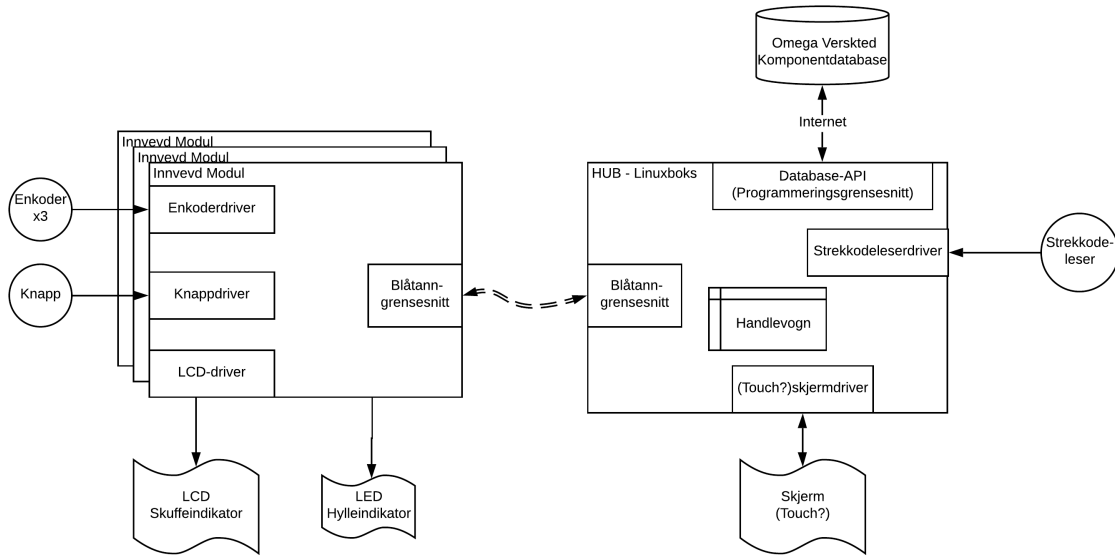 Omega Verksted
Komponentdatabase
Internet
Innvevd Modul
Innvevd Modul
Innvevd Modul
Enkoder
x3
Enkoderdriver
Knapp
Knappdriver
LCD-driver
Blåtann-
grensesnitt
LCD
Skuffeindikator
LED
Hylleindikator
HUB - Linuxboks
Database-API
(Programmeringsgrensesnitt)
Strekkodeleserdriver
Strekkode-
leser
Blåtann-
grensesnitt
Handlevogn
(Touch?)skjermdriver
Skjerm
(Touch?)